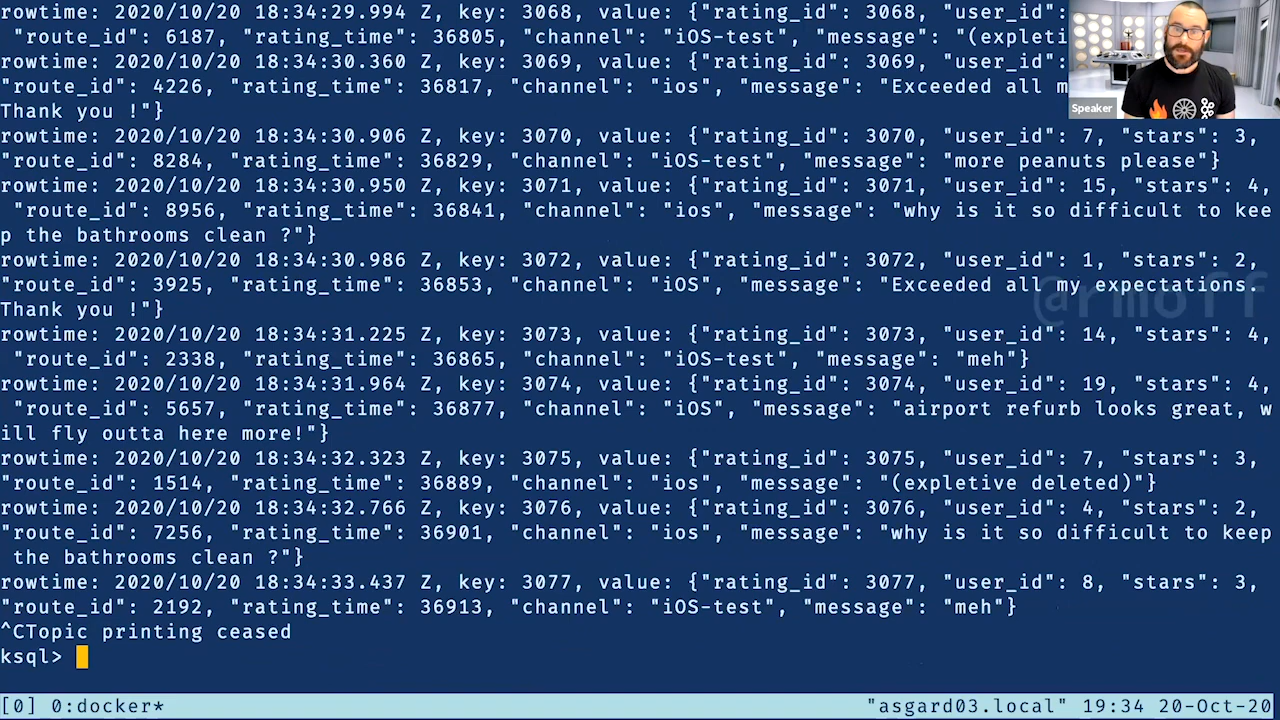 rowtime: 2020/10/20 18:34:29.994 Z, key: 3068, value: {"rating_id": 3068, "user_id":
"route_id": 6187, "rating_time": 36805, "channel": "iOS-test", "message": "(expleti
rowtime: 2020/10/20 18:34:30.360 Z, key: 3069, value: {"rating_id": 3069, "user_id":
"route_id": 4226, "rating_time": 36817, "channel": "ios", "message": "Exceeded all m
Speaker
Thank you !"}
rowtime: 2020/10/20 18:34:30.906 Z, key: 3070, value: {"rating_id": 3070, "user_id": 7, "stars": 3,
"route_id": 8284, "rating_time": 36829, "channel": "iOS-test", "message": "more peanuts please"}
rowtime: 2020/10/20 18:34:30.950 Z, key: 3071, value: {"rating_id": 3071, "user_id": 15, "stars": 4,
"route_id": 8956, "rating_time": 36841, "channel": "ios", "message": "why is it so difficult to kee
p the bathrooms clean ?"}
rowtime: 2020/10/20 18:34:30.986 Z, key: 3072, value: {"rating_id": 3072, "user_id": 1, "stars": 2,
"route_id": 3925, "rating_time": 36853, "channel": "iOS", "message": "Exceeded all my expectations.
@rmoff
Thank you !"}
rowtime: 2020/10/20 18:34:31.225 Z, key: 3073, value: {"rating_id": 3073, "user_id": 14, "stars": 4,
"route_id": 2338, "rating_time": 36865, "channel": "iOS-test", "message": "meh"}
rowtime: 2020/10/20 18:34:31.964 Z, key: 3074, value: {"rating_id": 3074, "user_id": 19, "stars": 4,
"route_id": 5657, "rating_time": 36877, "channel": "iOS", "message": "airport refurb looks great, w
ill fly outta here more!"}
rowtime: 2020/10/20 18:34:32.323 Z, key: 3075, value: {"rating_id": 3075, "user_id": 7, "stars": 3,
"route_id": 1514, "rating_time": 36889, "channel": "ios", "message": "(expletive deleted)"}
rowtime: 2020/10/20 18:34:32.766 Z, key: 3076, value: {"rating_id": 3076, "user_id": 4, "stars": 2,
"route_id": 7256, "rating_time": 36901, "channel": "ios", "message": "why is it so difficult to keep
the bathrooms clean ?"}
rowtime: 2020/10/20 18:34:33.437 Z, key: 3077, value: {"rating_id": 3077, "user_id": 8, "stars": 3,
"route_id": 2192, "rating_time": 36913, "channel": "iOS-test", "message": "meh"}
^CTopic printing ceased
ksql>
[0] 0:docker* "asgard03.local" 19:34 20-Oct-20